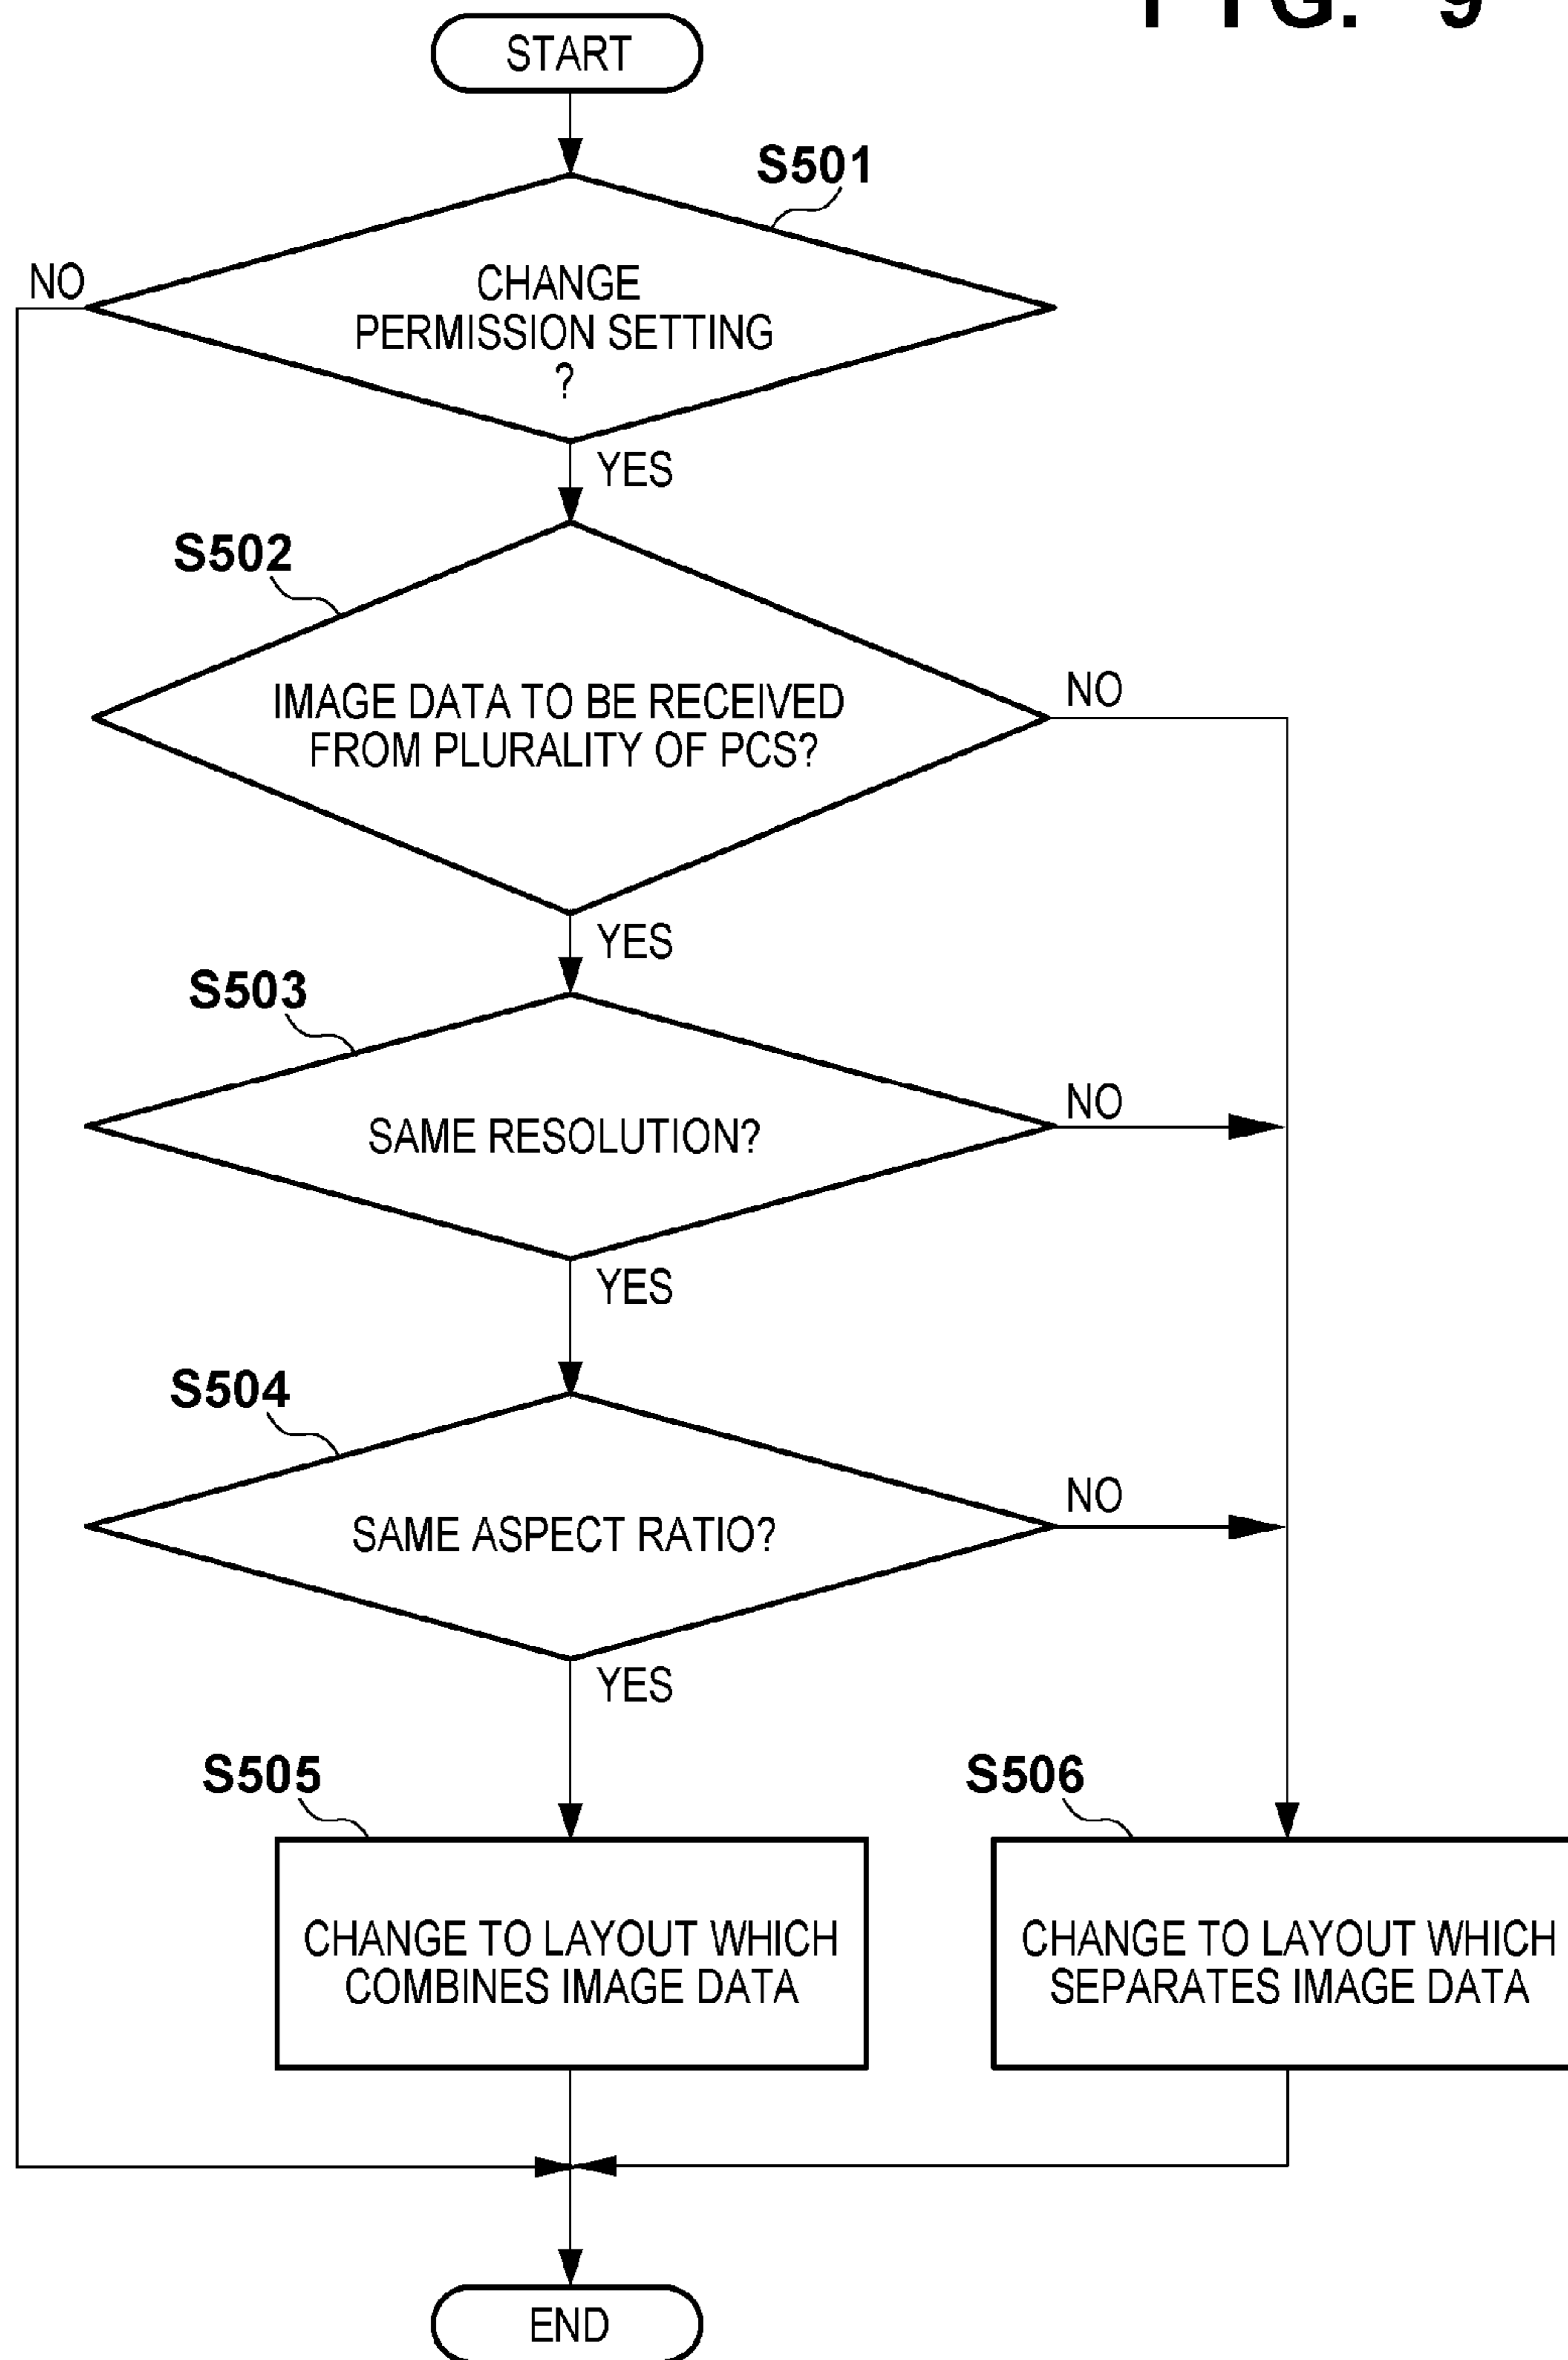 FIG. 9
START
S501
NO
CHANGE
PERMISSION SETTING
?
YES
S502
NO
IMAGE DATA TO BE RECEIVED
FROM PLURALITY OF PCS?
YES
S503
NO
SAME RESOLUTION?
YES
S504
NO
SAME ASPECT RATIO?
YES
S505
S506
CHANGE TO LAYOUT WHICH
COMBINES IMAGE DATA
CHANGE TO LAYOUT WHICH
SEPARATES IMAGE DATA
END